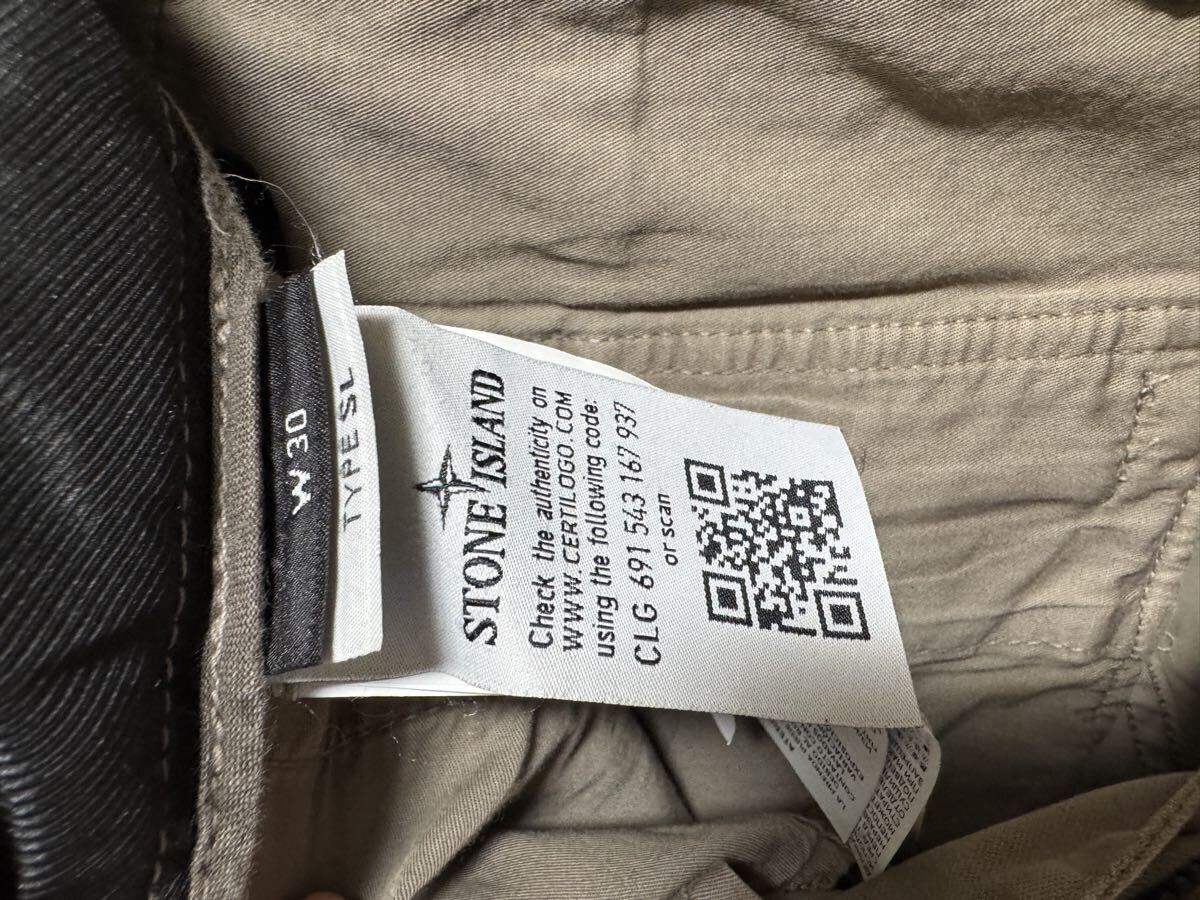 W 30
TYPE SL
STONE ISLAND
Check the authenticity on
WWW.CERTILOGO.COM
using the following code:
CLG 691 543 167 937
or scan